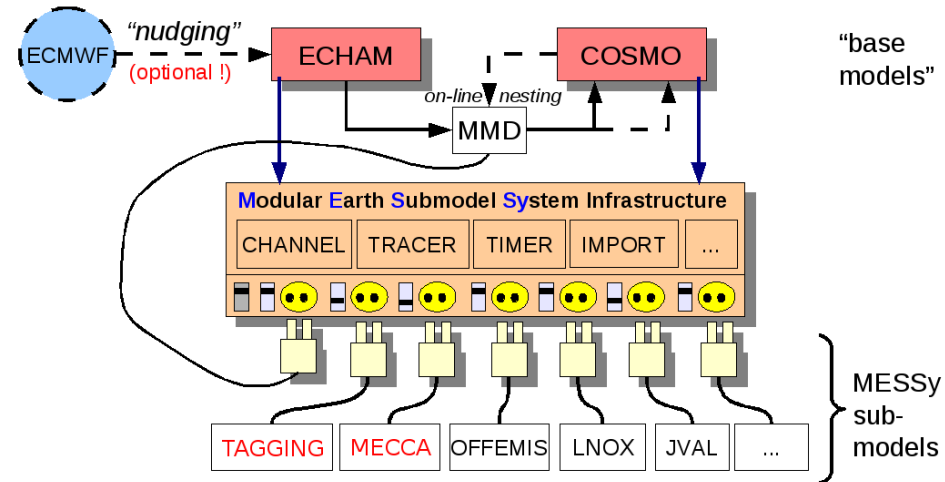 ECMWF
“nudging”
(optional !)
ECHAM
COSMO
“base
models”
on-line nesting
MMD
Modular Earth Submodel System Infrastructure
CHANNEL TRACER TIMER IMPORT ...
MESSy
sub-
models
TAGGING MECCA OFFEMIS LNOX JVAL ...